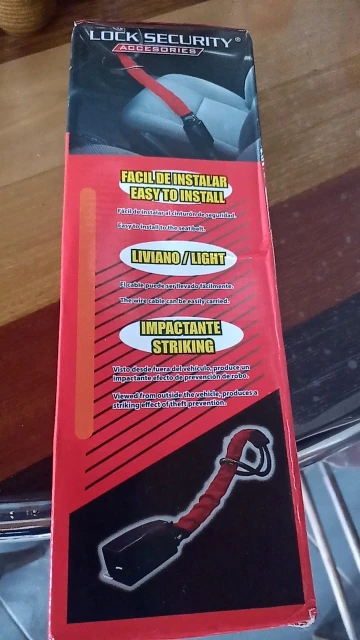 LOCK SECURITY®
ACCESORIES
FACIL DE INSTALAR
EASY TO INSTALL
Fácil de instalar al cinturón de seguridad.
Easy to install to the seat belt.
LIVIANO / LIGHT
El cable puede ser llevado fácilmente.
The wire cable can be easily carried.
IMPACTANTE
STRIKING
Visto desde fuera del vehículo, produce un
impactante efecto de prevención de robo.
Viewed from outside the vehicle, produces a
striking effect of theft prevention.